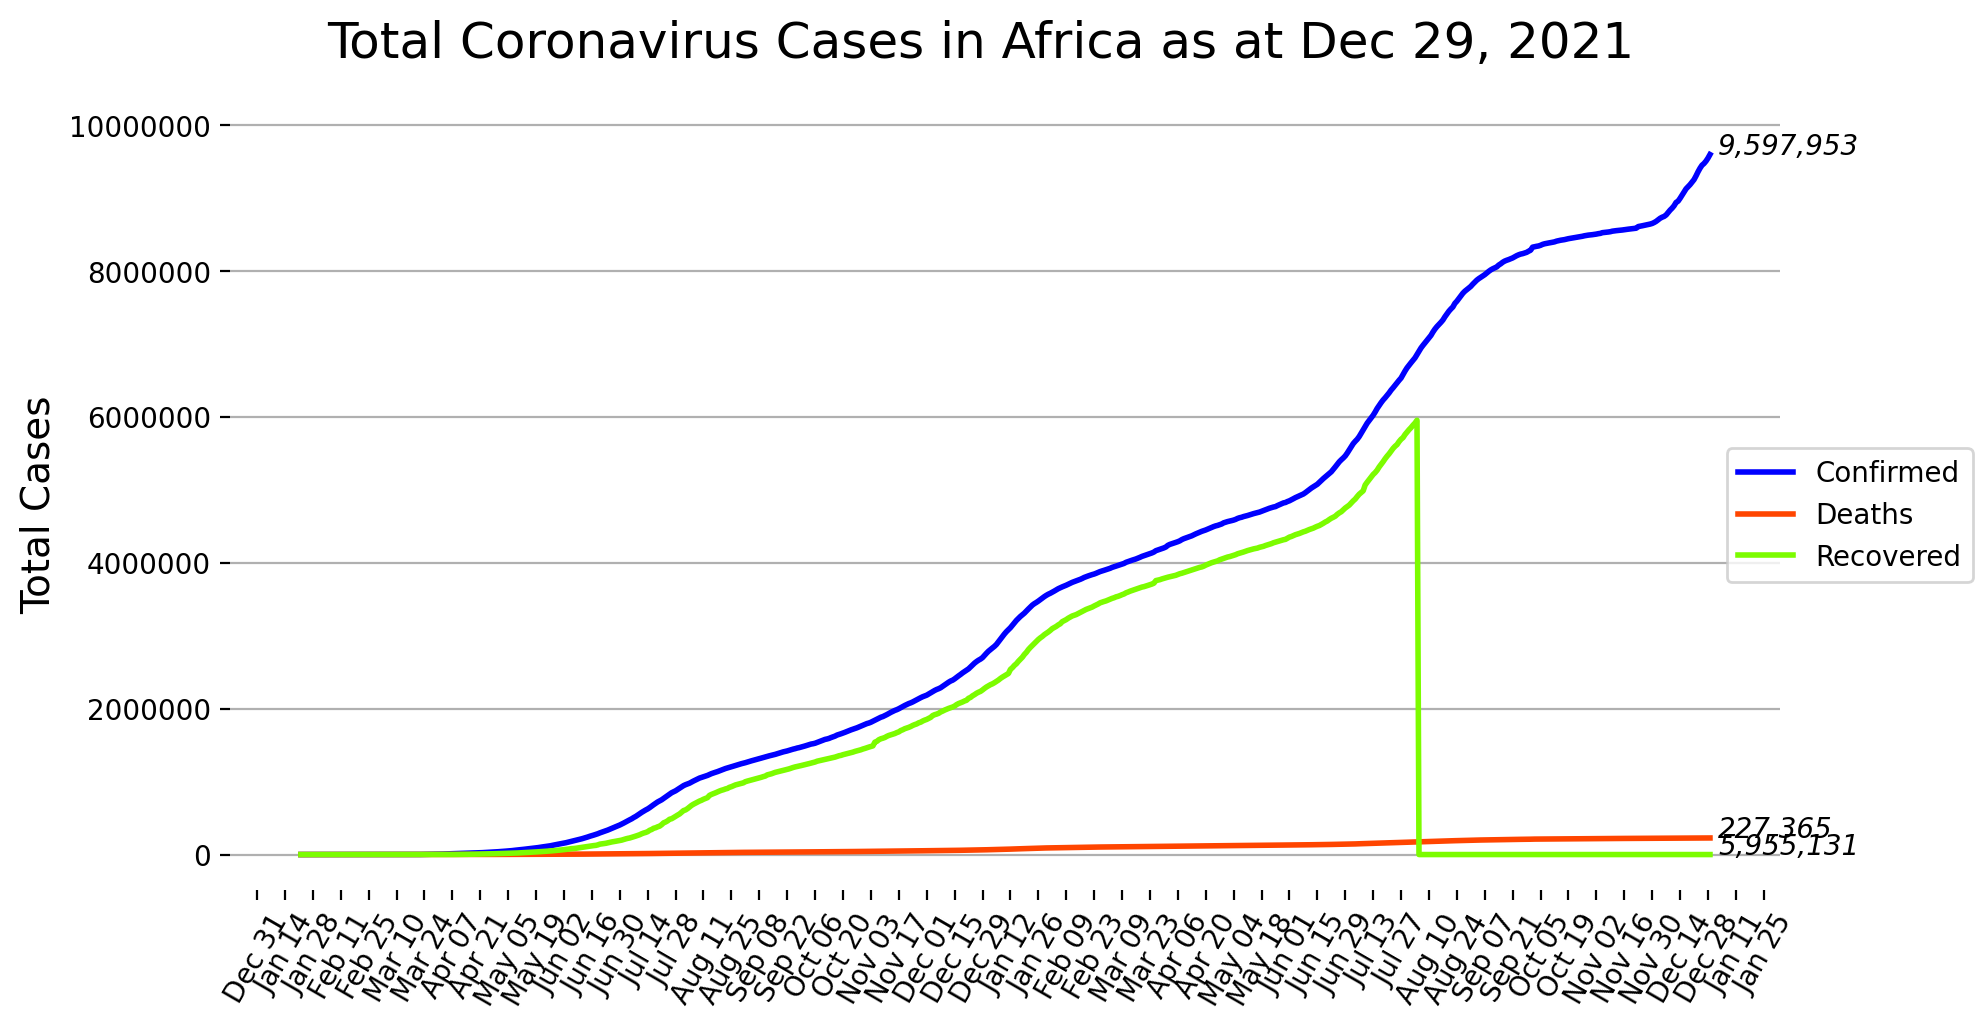 Total Coronavirus Cases in Africa as at Dec 29, 2021
Total Cases
10000000
8000000
6000000
4000000
2000000
0
9,597,953
227,365
5,955,131
Confirmed
Deaths
Recovered
Dec 31
Jan 14
Jan 28
Feb 11
Feb 25
Mar 10
Mar 24
Apr 07
Apr 21
May 05
May 19
Jun 02
Jun 16
Jun 30
Jul 14
Jul 28
Aug 11
Aug 25
Sep 08
Sep 22
Oct 06
Oct 20
Nov 03
Nov 17
Dec 01
Dec 15
Dec 29
Jan 12
Jan 26
Feb 09
Feb 23
Mar 09
Mar 23
Apr 06
Apr 20
May 04
May 18
Jun 01
Jun 15
Jun 29
Jul 13
Jul 27
Aug 10
Aug 24
Sep 07
Sep 21
Oct 05
Oct 19
Nov 02
Nov 16
Nov 30
Dec 14
Dec 28
Jan 11
Jan 25